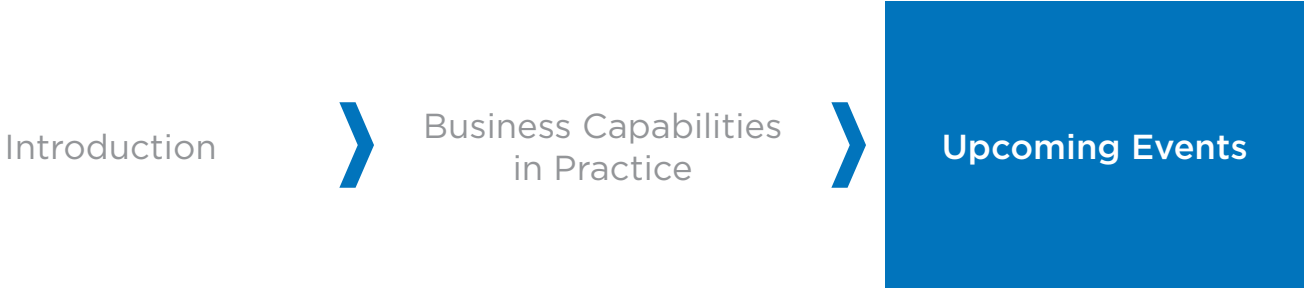 Introduction
Business Capabilities
in Practice
Upcoming Events